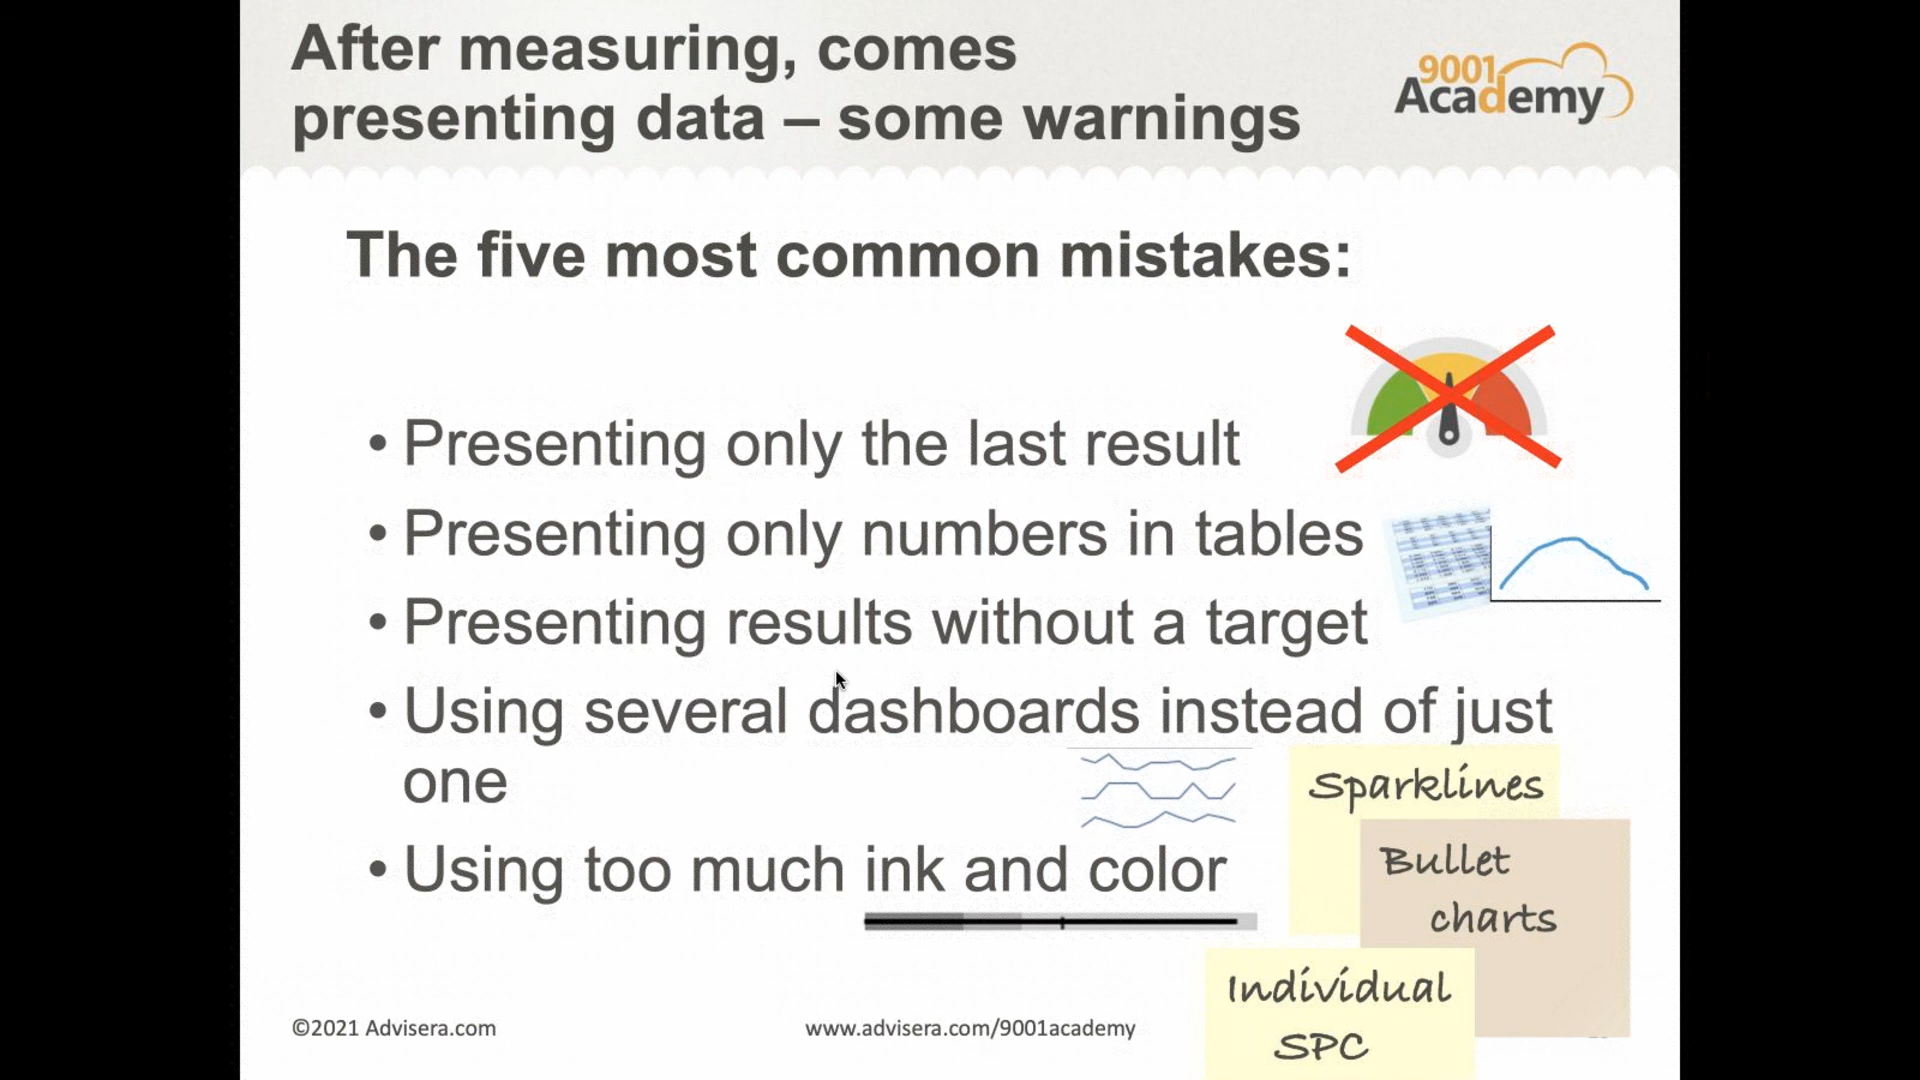 After measuring, comes
presenting data – some warnings
9001
Academy
The five most common mistakes:
• Presenting only the last result
• Presenting only numbers in tables
• Presenting results without a target
• Using several dashboards instead of just
one
• Using too much ink and color
Sparklines
Bullet
charts
Individual
SPC
©2021 Advisera.com
www.advisera.com/9001academy